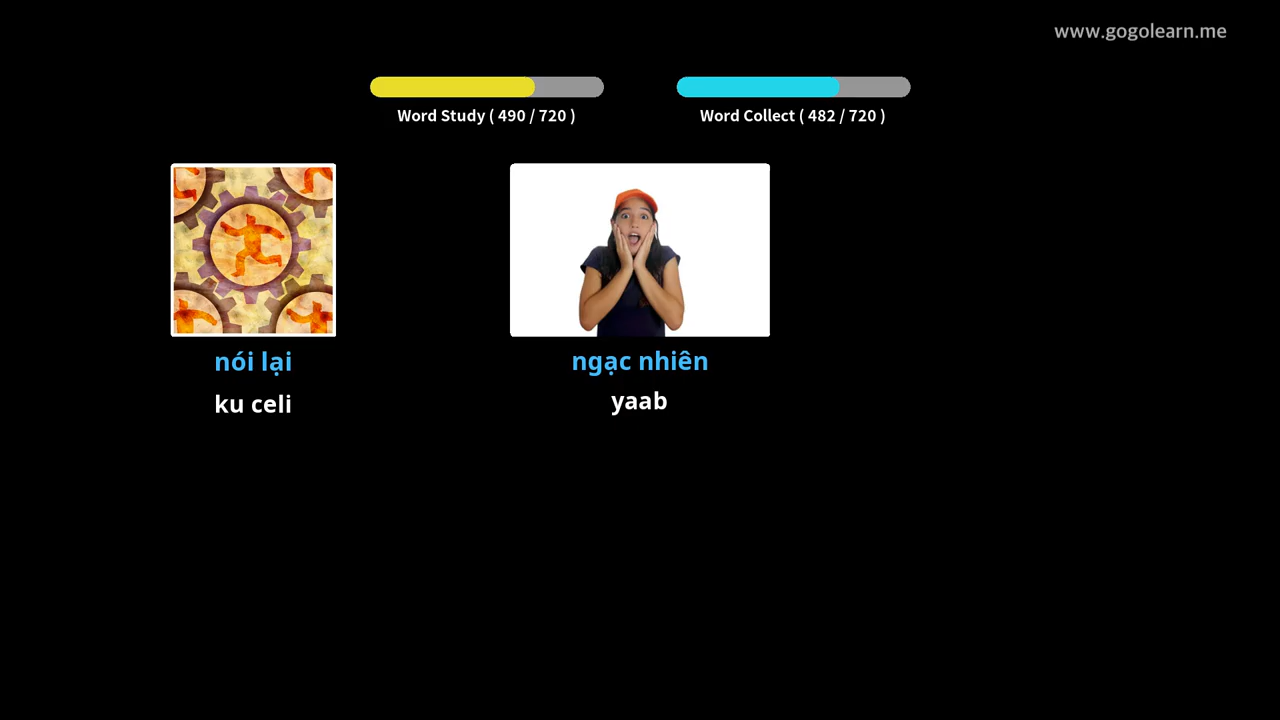 www.gogolearn.me
Word Study ( 490 / 720 )
Word Collect ( 482 / 720 )
nói lại
ku celi
ngạc nhiên
yaab